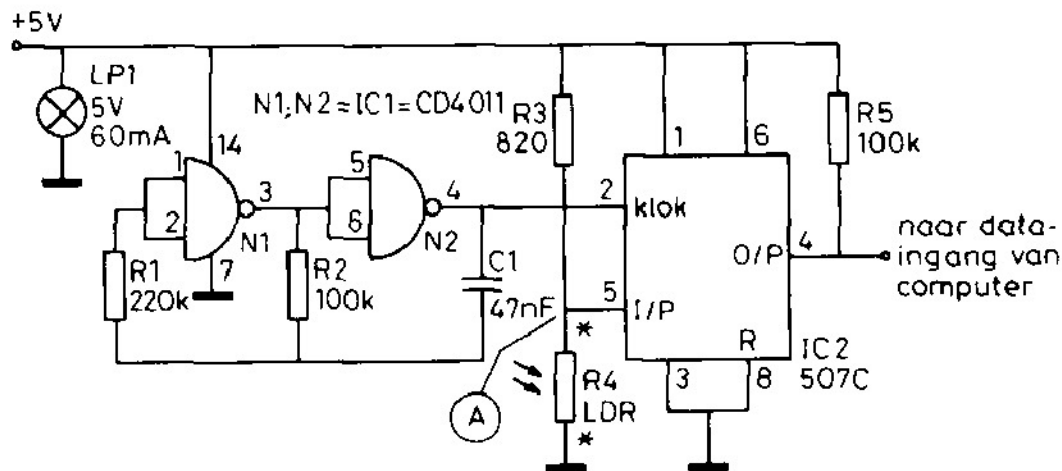 +5V
LP1
5V
60mA
N1;N2=IC1=CD4011
14
1
2
3
N1
7
R1
220k
R2
100k
5
6
4
N2
C1
47nF
R3
820
R4
LDR
*
*
A
1
6
2
klok
O/P
4
5
I/P
R
3
8
IC2
507C
R5
100k
naar data-
ingang van
computer